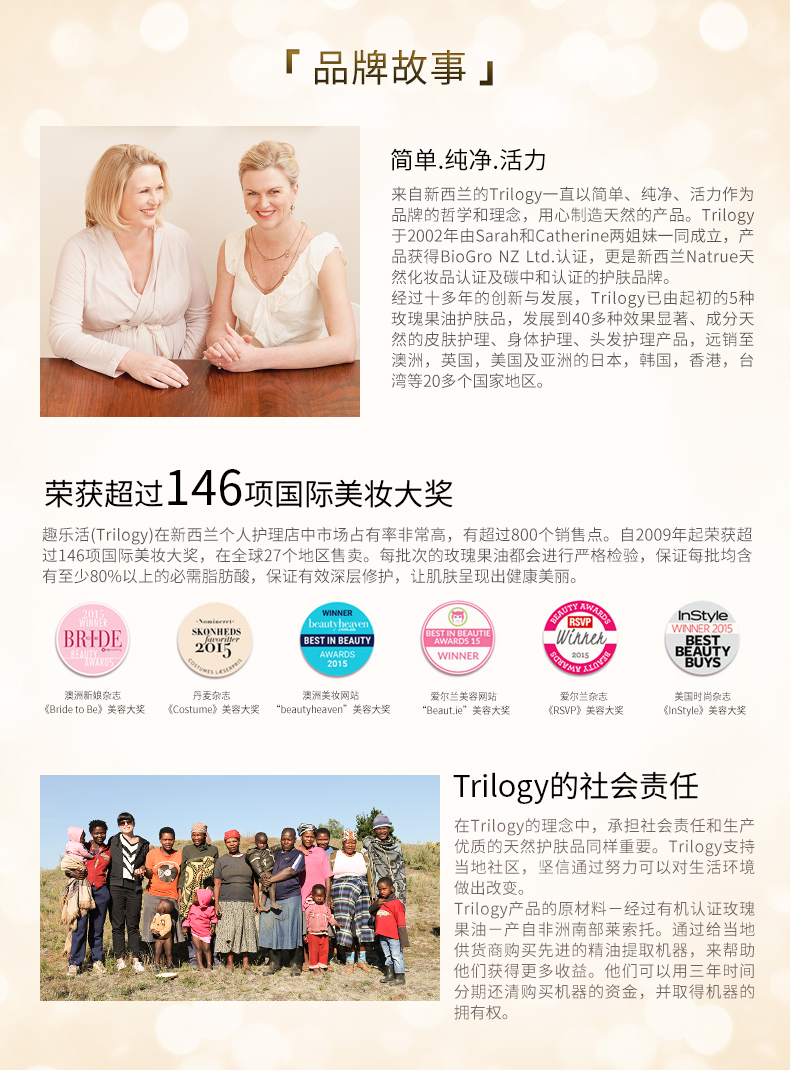 「品牌故事」
简单.纯净.活力
来自新西兰的Trilogy一直以简单、纯净、活力作为
品牌的哲学和理念，用心制造天然的产品。Trilogy
于2002年由Sarah和Catherine两姐妹一同成立，产
品获得BioGro NZ Ltd.认证，更是新西兰Natrue天
然化妆品认证及碳中和认证的护肤品牌。
经过十多年的创新与发展，Trilogy已由起初的5种
玫瑰果油护肤品，发展到40多种效果显著、成分天
然的皮肤护理、身体护理、头发护理产品，远销至
澳洲，英国，美国及亚洲的日本，韩国，香港，台
湾等20多个国家地区。
荣获超过146项国际美妆大奖
趣乐活(Trilogy)在新西兰个人护理店中市场占有率非常高，有超过800个销售点。自2009年起荣获超
过146项国际美妆大奖，在全球27个地区售卖。每批次的玫瑰果油都会进行严格检验，保证每批均含
有至少80%以上的必需脂肪酸，保证有效深层修护，让肌肤呈现出健康美丽。
2015
WINNER
BRIDE
BEAUTY
AWARDS
·Nomineret·
SKØNHEDS
favoritter
2015
COSTUMES LÆSERPRIS
WINNER
beautyheaven
BEST IN BEAUTY
AWARDS
2015
BEST IN BEAUTIE
AWARDS 15
WINNER
BEAUTY AWARDS
RSVP
Winner
2015
BEAUTY AWARDS
InStyle
WINNER 2015
BEST
BEAUTY
BUYS
澳洲新娘杂志
《Bride to Be》美容大奖
丹麦杂志
《Costume》美容大奖
澳洲美妆网站
“beautyheaven”美容大奖
爱尔兰美容网站
“Beaut.ie”美容大奖
爱尔兰杂志
《RSVP》美容大奖
美国时尚杂志
《InStyle》美容大奖
Trilogy的社会责任
在Trilogy的理念中，承担社会责任和生产
优质的天然护肤品同样重要。Trilogy支持
当地社区，坚信通过努力可以对生活环境
做出改变。
Trilogy产品的原材料－经过有机认证玫瑰
果油－产自非洲南部莱索托。通过给当地
供货商购买先进的精油提取机器，来帮助
他们获得更多收益。他们可以用三年时间
分期还清购买机器的资金，并取得机器的
拥有权。